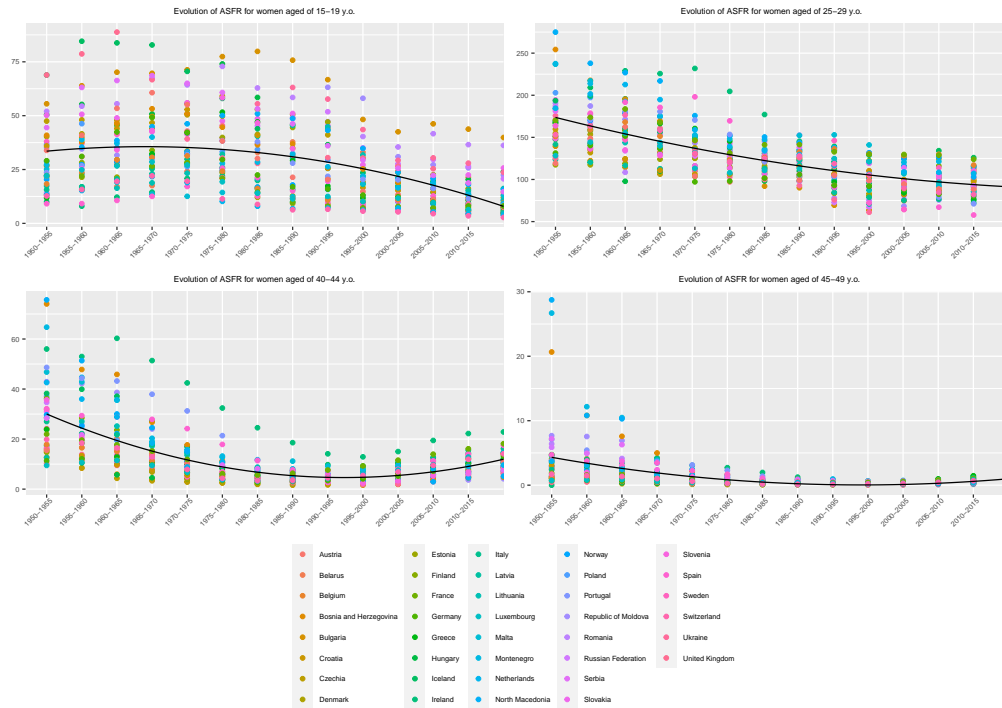 Evolution of ASFR for women aged of 15−19 y.o.
75
50
25
0
1950−1955
1955−1960
1960−1965
1965−1970
1970−1975
1975−1980
1980−1985
1985−1990
1990−1995
1995−2000
2000−2005
2005−2010
2010−2015
Evolution of ASFR for women aged of 25−29 y.o.
250
200
150
100
50
1950−1955
1955−1960
1960−1965
1965−1970
1970−1975
1975−1980
1980−1985
1985−1990
1990−1995
1995−2000
2000−2005
2005−2010
2010−2015
Evolution of ASFR for women aged of 40−44 y.o.
60
40
20
0
1950−1955
1955−1960
1960−1965
1965−1970
1970−1975
1975−1980
1980−1985
1985−1990
1990−1995
1995−2000
2000−2005
2005−2010
2010−2015
Evolution of ASFR for women aged of 45−49 y.o.
30
20
10
0
1950−1955
1955−1960
1960−1965
1965−1970
1970−1975
1975−1980
1980−1985
1985−1990
1990−1995
1995−2000
2000−2005
2005−2010
2010−2015
Austria
Belarus
Belgium
Bosnia and Herzegovina
Bulgaria
Croatia
Czechia
Denmark
Estonia
Finland
France
Germany
Greece
Hungary
Iceland
Ireland
Italy
Latvia
Lithuania
Luxembourg
Malta
Montenegro
Netherlands
North Macedonia
Norway
Poland
Portugal
Republic of Moldova
Romania
Russian Federation
Serbia
Slovakia
Slovenia
Spain
Sweden
Switzerland
Ukraine
United Kingdom